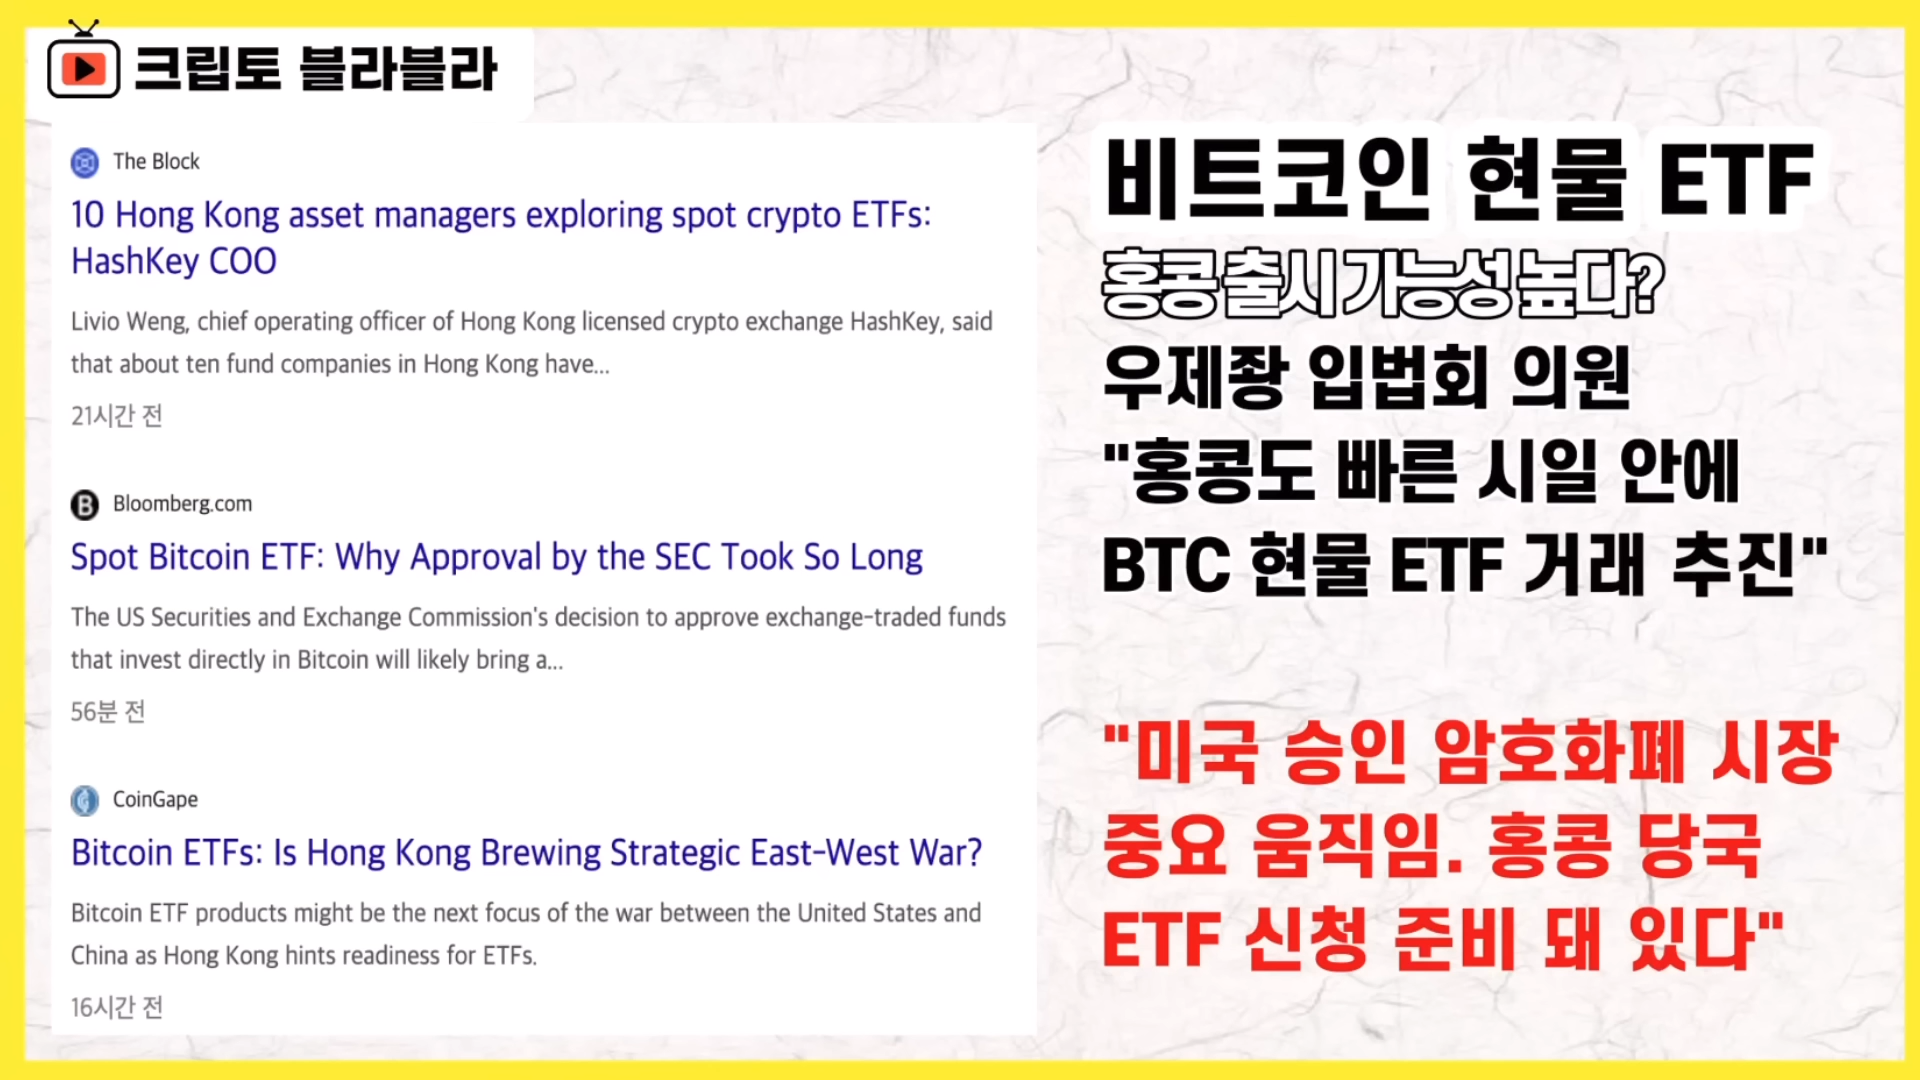 크립토 블라블라
The Block
10 Hong Kong asset managers exploring spot crypto ETFs:
HashKey COO
Livio Weng, chief operating officer of Hong Kong licensed crypto exchange HashKey, said
that about ten fund companies in Hong Kong have...
21시간 전
Bloomberg.com
Spot Bitcoin ETF: Why Approval by the SEC Took So Long
The US Securities and Exchange Commission's decision to approve exchange-traded funds
that invest directly in Bitcoin will likely bring a...
56분 전
CoinGape
Bitcoin ETFs: Is Hong Kong Brewing Strategic East-West War?
Bitcoin ETF products might be the next focus of the war between the United States and
China as Hong Kong hints readiness for ETFs.
16시간 전
비트코인 현물 ETF
홍콩 출시 가능성 높다?
우제좡 입법회 의원
"홍콩도 빠른 시일 안에
BTC 현물 ETF 거래 추진"
"미국 승인 암호화폐 시장
중요 움직임. 홍콩 당국
ETF 신청 준비 돼 있다"